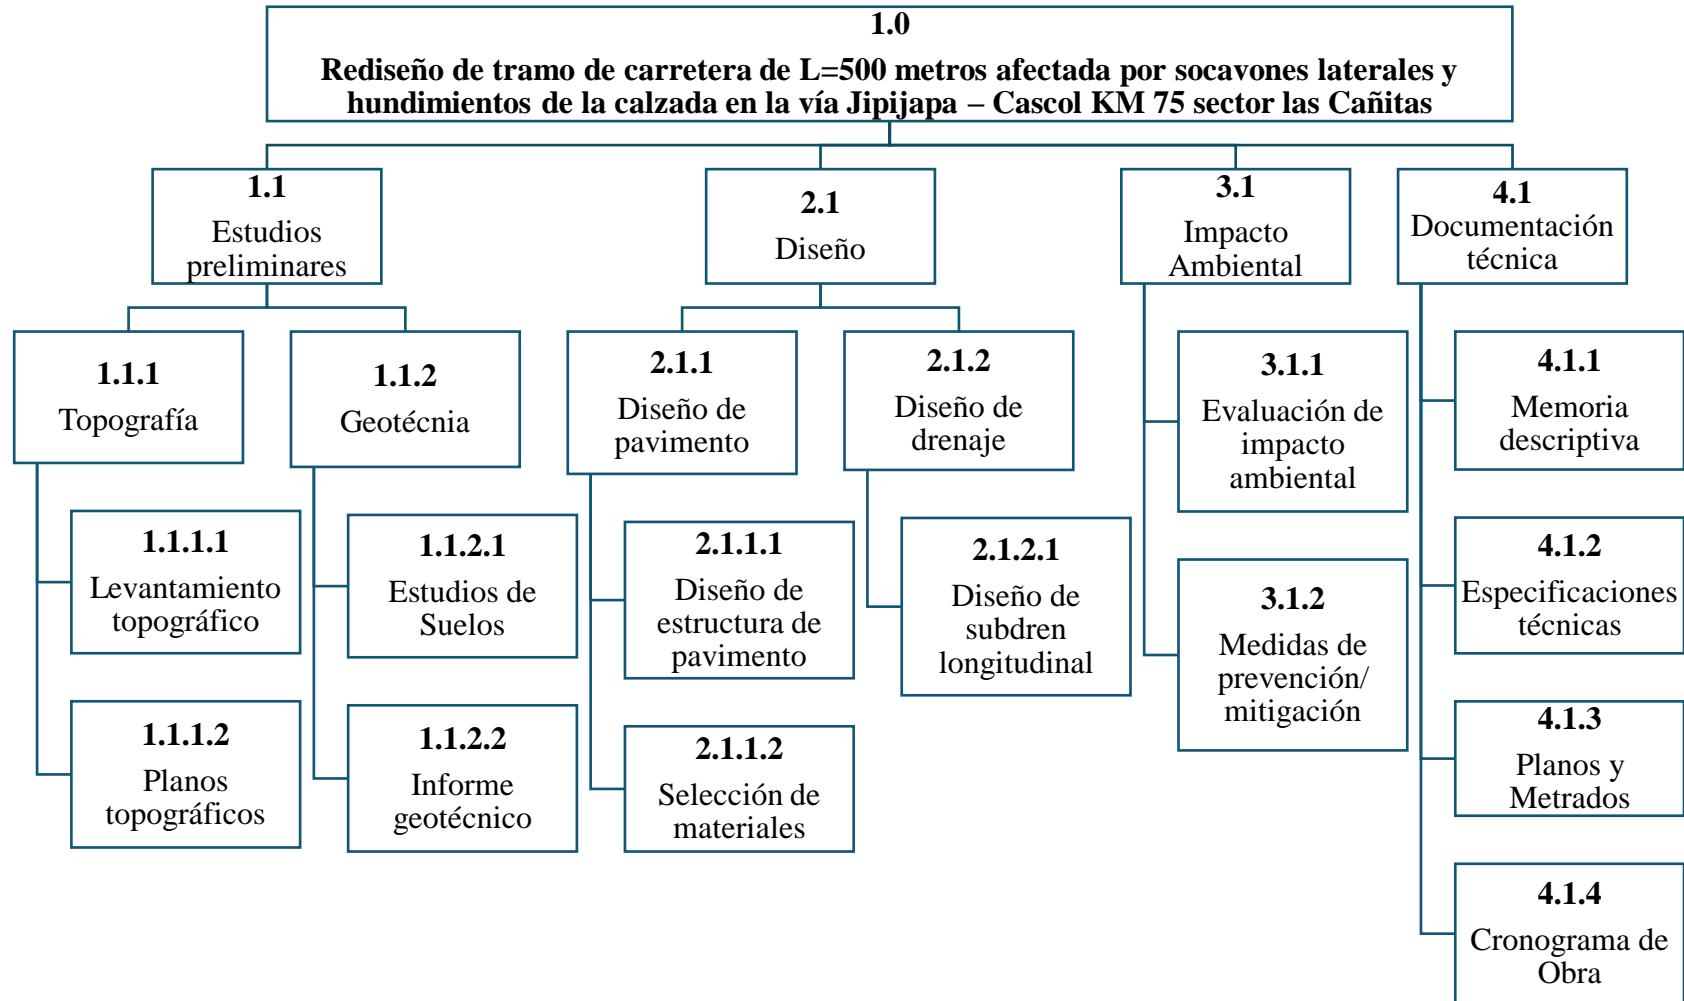 1.0
Rediseño de tramo de carretera de L=500 metros afectada por socavones laterales y
hundimientos de la calzada en la vía Jipijapa – Cascol KM 75 sector las Cañitas
1.1
Estudios
preliminares
2.1
Diseño
3.1
Impacto
Ambiental
4.1
Documentación
técnica
1.1.1
Topografía
1.1.2
Geotécnia
2.1.1
Diseño de
pavimento
2.1.2
Diseño de
drenaje
3.1.1
Evaluación de
impacto
ambiental
4.1.1
Memoria
descriptiva
1.1.1.1
Levantamiento
topográfico
1.1.2.1
Estudios de
Suelos
2.1.1.1
Diseño de
estructura de
pavimento
2.1.2.1
Diseño de
subdren
longitudinal
3.1.2
Medidas de
prevención/
mitigación
4.1.2
Especificaciones
técnicas
1.1.1.2
Planos
topográficos
1.1.2.2
Informe
geotécnico
2.1.1.2
Selección de
materiales
4.1.3
Planos y
Metrados
4.1.4
Cronograma de
Obra